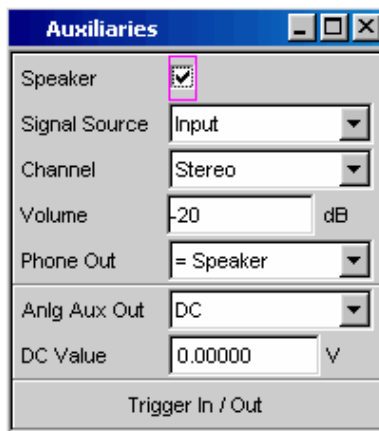 Auxiliaries
Speaker
Signal Source Input
Channel Stereo
Volume -20 dB
Phone Out = Speaker
Anlg Aux Out DC
DC Value 0.00000 V
Trigger In / Out